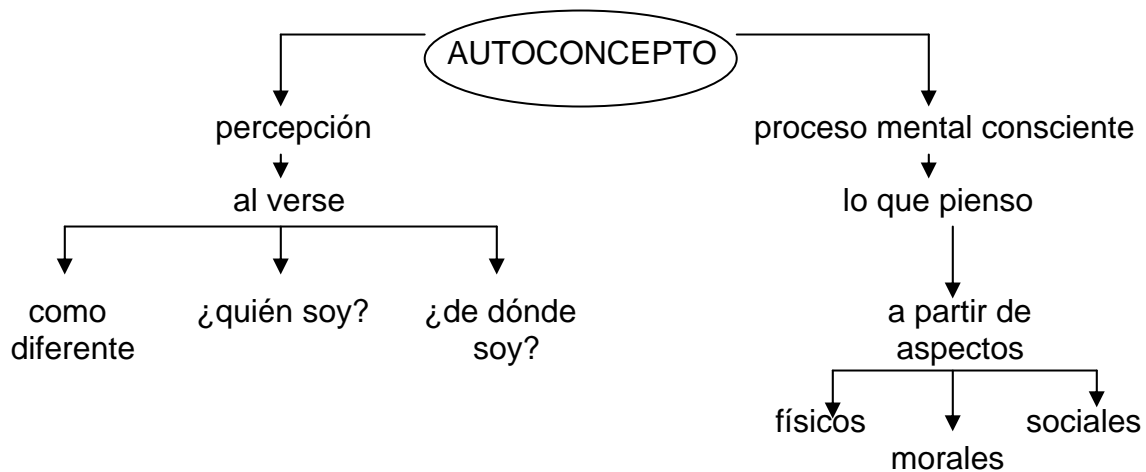 AUTOCONCEPTO
percepción
proceso mental consciente
al verse
lo que pienso
como
diferente
¿quién soy?
¿de dónde
soy?
a partir de
aspectos
físicos
sociales
morales